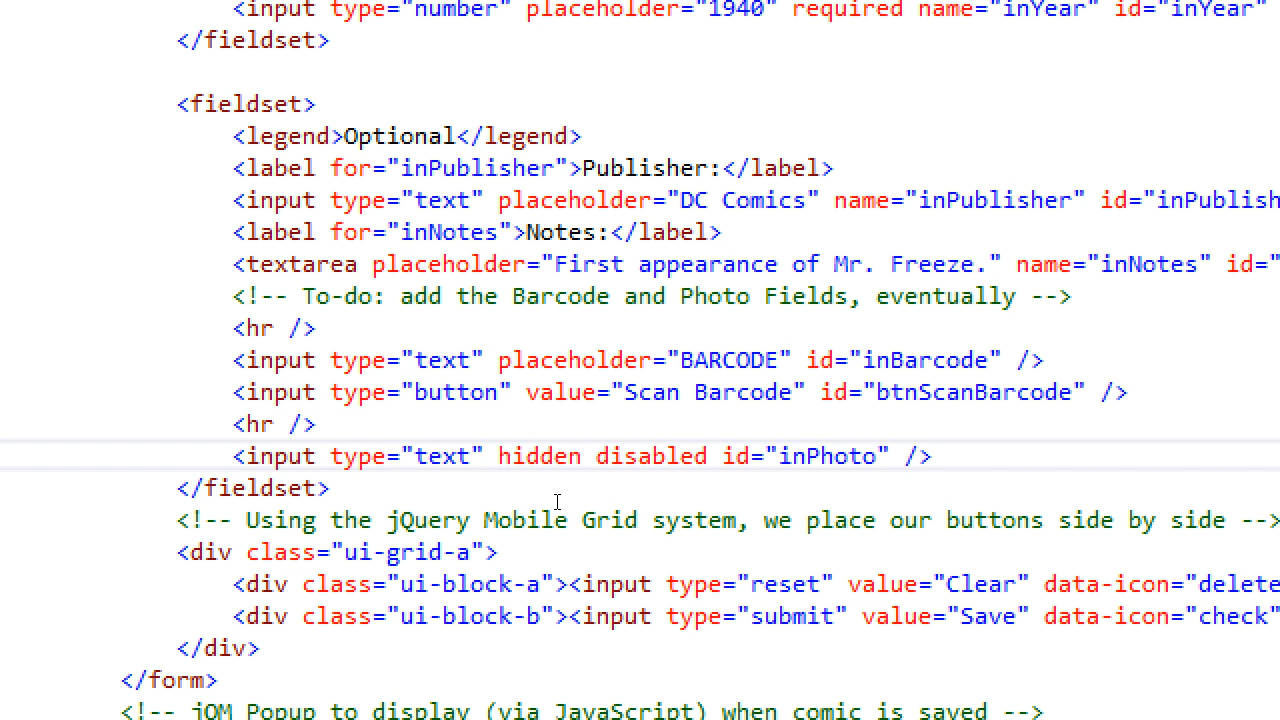 <input type="number" placeholder="1940" required name="inYear" id="inYear"
</fieldset>
<fieldset>
<legend>Optional</legend>
<label for="inPublisher">Publisher:</label>
<input type="text" placeholder="DC Comics" name="inPublisher" id="inPublish
<label for="inNotes">Notes:</label>
<textarea placeholder="First appearance of Mr. Freeze." name="inNotes" id="
<!-- To-do: add the Barcode and Photo Fields, eventually -->
<hr />
<input type="text" placeholder="BARCODE" id="inBarcode" />
<input type="button" value="Scan Barcode" id="btnScanBarcode" />
<hr />
<input type="text" hidden disabled id="inPhoto" />
</fieldset>
<!-- Using the jQuery Mobile Grid system, we place our buttons side by side -->
<div class="ui-grid-a">
<div class="ui-block-a"><input type="reset" value="Clear" data-icon="delete
<div class="ui-block-b"><input type="submit" value="Save" data-icon="check"
</div>
</form>
<!-- jQM Popup to display (via JavaScript) when comic is saved -->